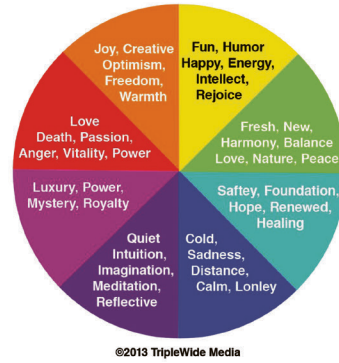 Joy, Creative
Optimism,
Freedom,
Warmth
Fun, Humor
Happy, Energy,
Intellect,
Rejoice
Love
Death, Passion,
Anger, Vitality, Power
Fresh, New,
Harmony, Balance
Love, Nature, Peace
Luxury, Power,
Mystery, Royalty
Saftey, Foundation,
Hope, Renewed,
Healing
Quiet
Intuition,
Imagination,
Meditation,
Reflective
Cold,
Sadness,
Distance,
Calm, Lonley
©2013 TripleWide Media